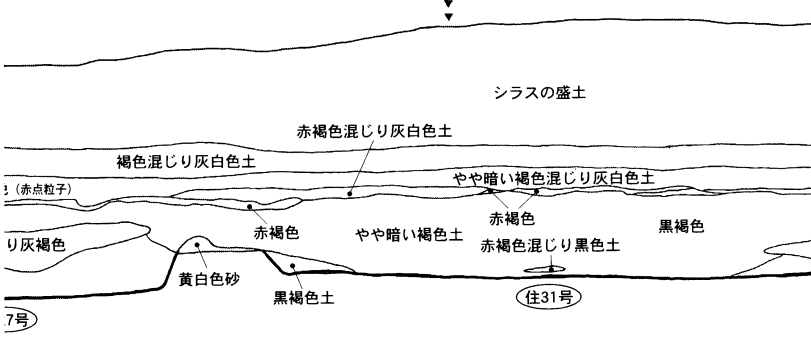 シラスの盛土
赤褐色混じり灰白色土
褐色混じり灰白色土
やや暗い褐色混じり灰白色土
(赤点粒子)
赤褐色
赤褐色
黒褐色
やや暗い褐色土
り灰褐色
赤褐色混じり黒色土
黄白色砂
黒褐色土
住31号
7号